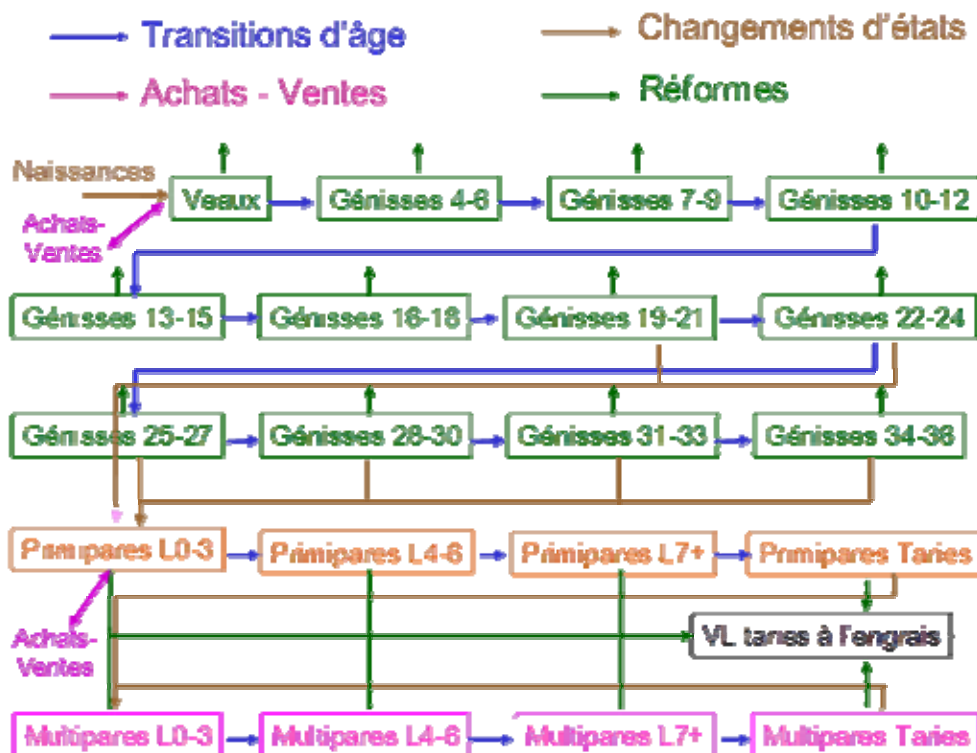 Transitions d'âge
Changements d'états
Achats - Ventes
Réformes
Naissances
Veaux
Génisses 4-6
Génisses 7-9
Génisses 10-12
Achats-
Ventes
Génisses 13-15
Génisses 16-18
Génisses 19-21
Génisses 22-24
Génisses 25-27
Génisses 28-30
Génisses 31-33
Génisses 34-36
Primipares L0-3
Primipares L4-6
Primipares L7+
Primipares Taries
Achats-
Ventes
VL taries à l'engrais
Multipares L0-3
Multipares L4-6
Multipares L7+
Multipares Taries